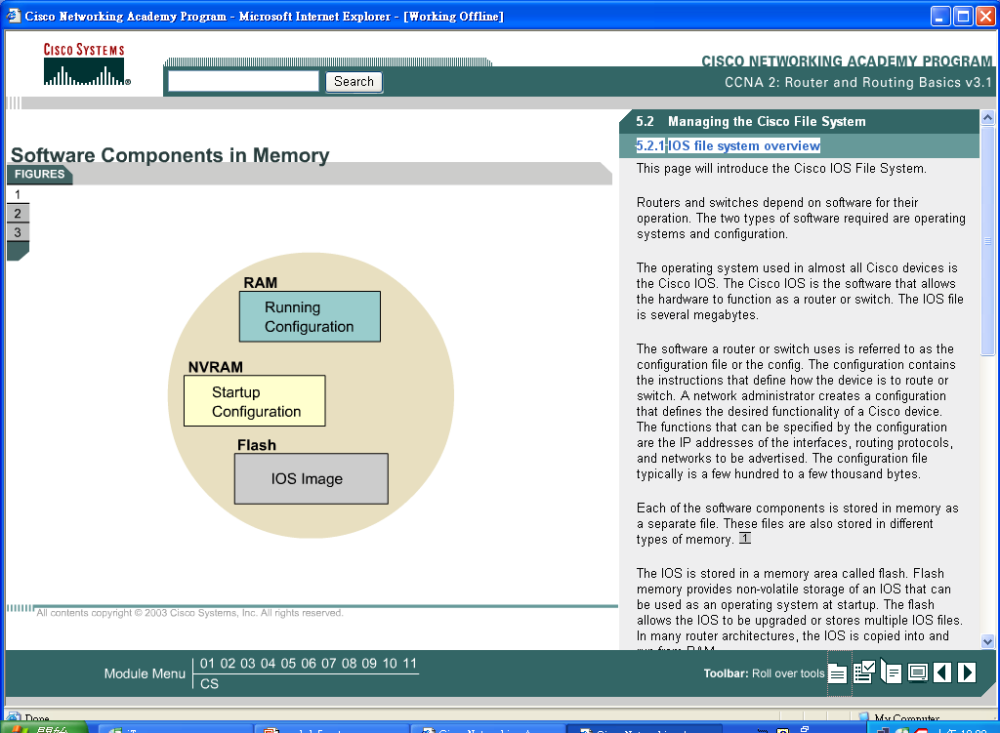 Cisco Networking Academy Program - Microsoft Internet Explorer - [Working Offline]
CISCO SYSTEMS
Search
CISCO NETWORKING ACADEMY PROGRAM
CCNA 2: Router and Routing Basics v3.1
Software Components in Memory
FIGURES
1
2
3
RAM
Running
Configuration
NVRAM
Startup
Configuration
Flash
IOS Image
All contents copyright © 2003 Cisco Systems, Inc. All rights reserved.
5.2 Managing the Cisco File System
5.2.1 IOS file system overview
This page will introduce the Cisco IOS File System.
Routers and switches depend on software for their
operation. The two types of software required are operating
systems and configuration.
The operating system used in almost all Cisco devices is
the Cisco IOS. The Cisco IOS is the software that allows
the hardware to function as a router or switch. The IOS file
is several megabytes.
The software a router or switch uses is referred to as the
configuration file or the config. The configuration contains
the instructions that define how the device is to route or
switch. A network administrator creates a configuration
that defines the desired functionality of a Cisco device.
The functions that can be specified by the configuration
are the IP addresses of the interfaces, routing protocols,
and networks to be advertised. The configuration file
typically is a few hundred to a few thousand bytes.
Each of the software components is stored in memory as
a separate file. These files are also stored in different
types of memory. 1
The IOS is stored in a memory area called flash. Flash
memory provides non-volatile storage of an IOS that can
be used as an operating system at startup. The flash
allows the IOS to be upgraded or stores multiple IOS files.
In many router architectures, the IOS is copied into and
run from RAM.
Module Menu
01 02 03 04 05 06 07 08 09 10 11
CS
Toolbar: Roll over tools
Done
My Computer
開始